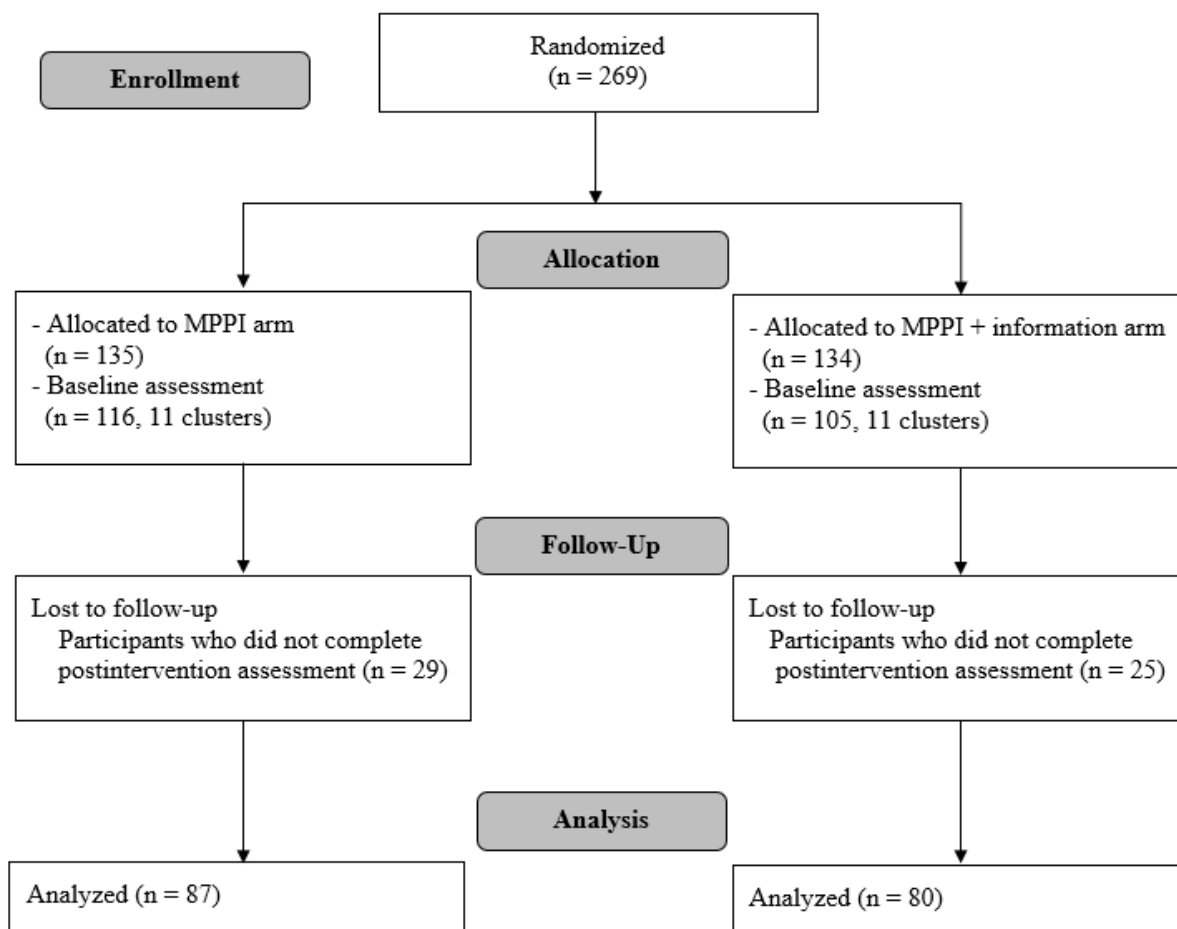 Enrollment
Randomized
(n = 269)
Allocation
- Allocated to MPPI arm
(n = 135)
- Baseline assessment
(n = 116, 11 clusters)
- Allocated to MPPI + information arm
(n = 134)
- Baseline assessment
(n = 105, 11 clusters)
Follow-Up
Lost to follow-up
Participants who did not complete
postintervention assessment (n = 29)
Lost to follow-up
Participants who did not complete
postintervention assessment (n = 25)
Analysis
Analyzed (n = 87)
Analyzed (n = 80)